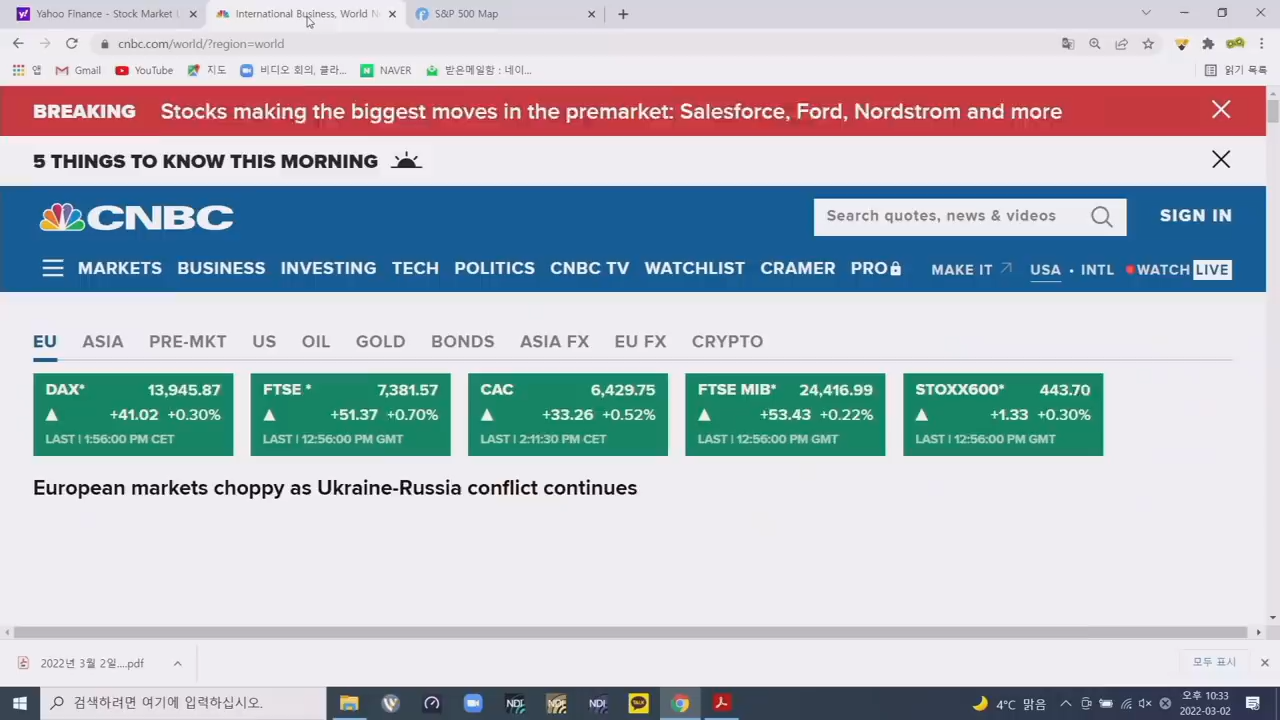 Yahoo Finance - Stock Market
International Business, World N
S&P 500 Map
cnbc.com/world/?region=world
앱 Gmail YouTube 지도 비디오 회의, 클라... NAVER 받은메일함 : 네이... 읽기 목록
BREAKING Stocks making the biggest moves in the premarket: Salesforce, Ford, Nordstrom and more
5 THINGS TO KNOW THIS MORNING
CNBC
Search quotes, news & videos
SIGN IN
MARKETS BUSINESS INVESTING TECH POLITICS CNBC TV WATCHLIST CRAMER PRO MAKE IT USA • INTL WATCH LIVE
EU ASIA PRE-MKT US OIL GOLD BONDS ASIA FX EU FX CRYPTO
DAX* 13,945.87
+41.02 +0.30%
LAST | 1:56:00 PM CET
FTSE * 7,381.57
+51.37 +0.70%
LAST | 12:56:00 PM GMT
CAC 6,429.75
+33.26 +0.52%
LAST | 2:11:30 PM CET
FTSE MIB* 24,416.99
+53.43 +0.22%
LAST | 12:56:00 PM GMT
STOXX600* 443.70
+1.33 +0.30%
LAST | 12:56:00 PM GMT
European markets choppy as Ukraine-Russia conflict continues
2022년 3월 2일....pdf
모두 표시
검색하려면 여기에 입력하십시오.
4°C 맑음
오후 10:33
2022-03-02